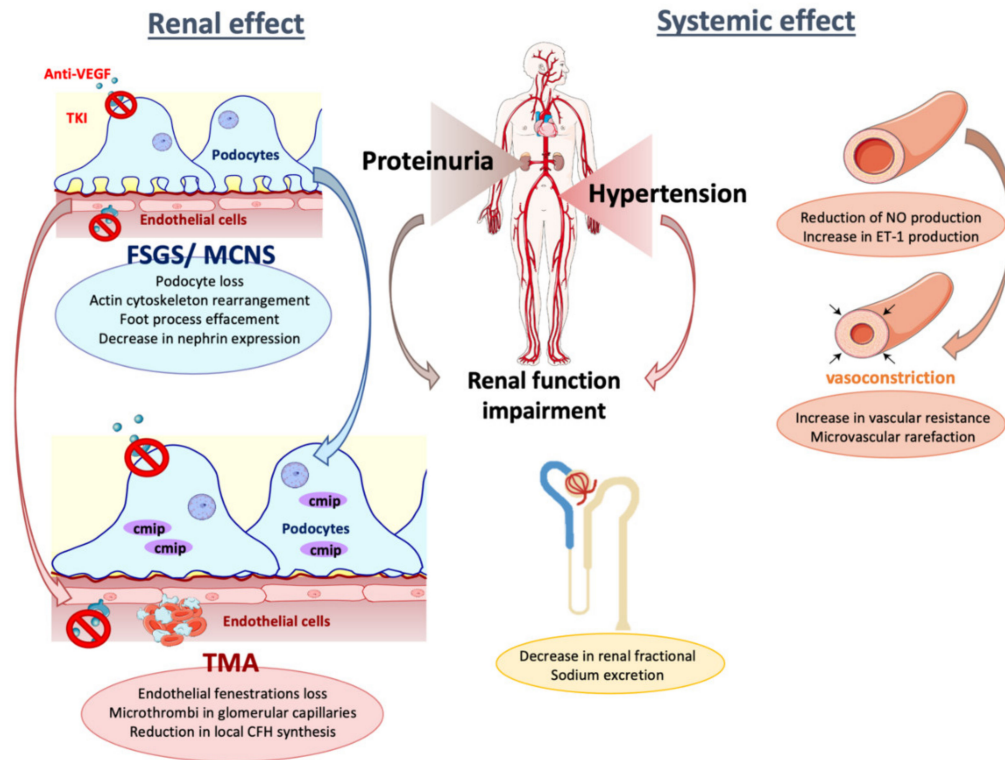 Renal effect
Systemic effect
Anti-VEGF
TKI
Podocytes
Endothelial cells
FSGS/ MCNS
Podocyte loss
Actin cytoskeleton rearrangement
Foot process effacement
Decrease in nephrin expression
Proteinuria
Hypertension
Renal function
impairment
Reduction of NO production
Increase in ET-1 production
vasoconstriction
Increase in vascular resistance
Microvascular rarefaction
cmip
Podocytes
cmip
cmip
cmip
Endothelial cells
TMA
Endothelial fenestrations loss
Microthrombi in glomerular capillaries
Reduction in local CFH synthesis
Decrease in renal fractional
Sodium excretion